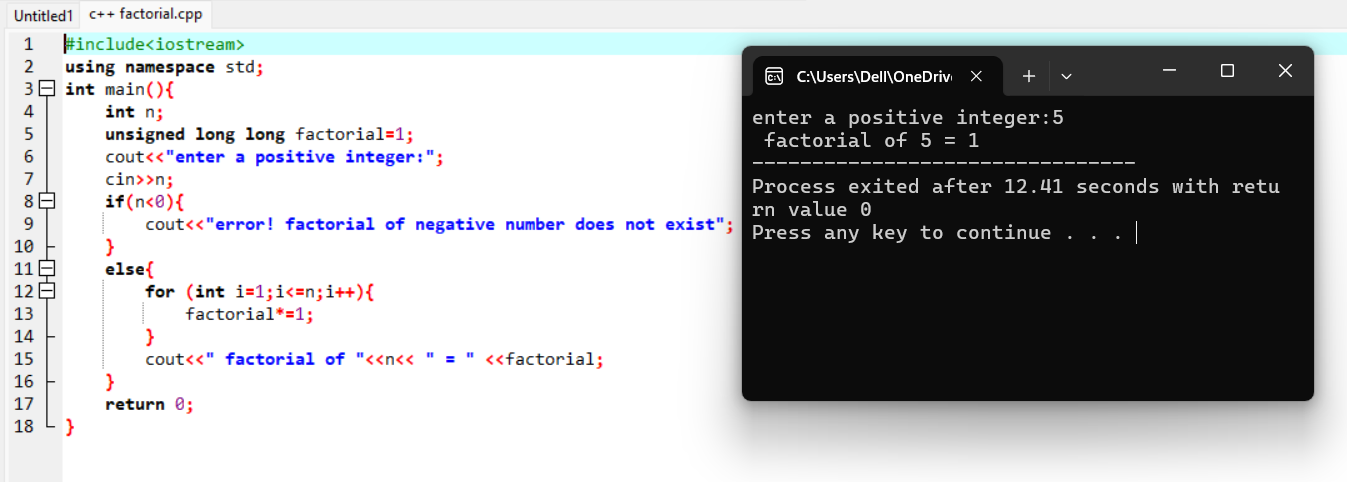 Untitled1 c++ factorial.cpp
1 #include<iostream>
2 using namespace std;
3 int main(){
4 int n;
5 unsigned long long factorial=1;
6 cout<<"enter a positive integer:";
7 cin>>n;
8 if(n<0){
9 cout<<"error! factorial of negative number does not exist";
10 }
11 else{
12 for (int i=1;i<=n;i++){
13 factorial*=1;
14 }
15 cout<<" factorial of "<<n<< " = " <<factorial;
16 }
17 return 0;
18 }
C:\Users\Dell\OneDriv
enter a positive integer:5
 factorial of 5 = 1
--------------------------------
Process exited after 12.41 seconds with retu
rn value 0
Press any key to continue . . .